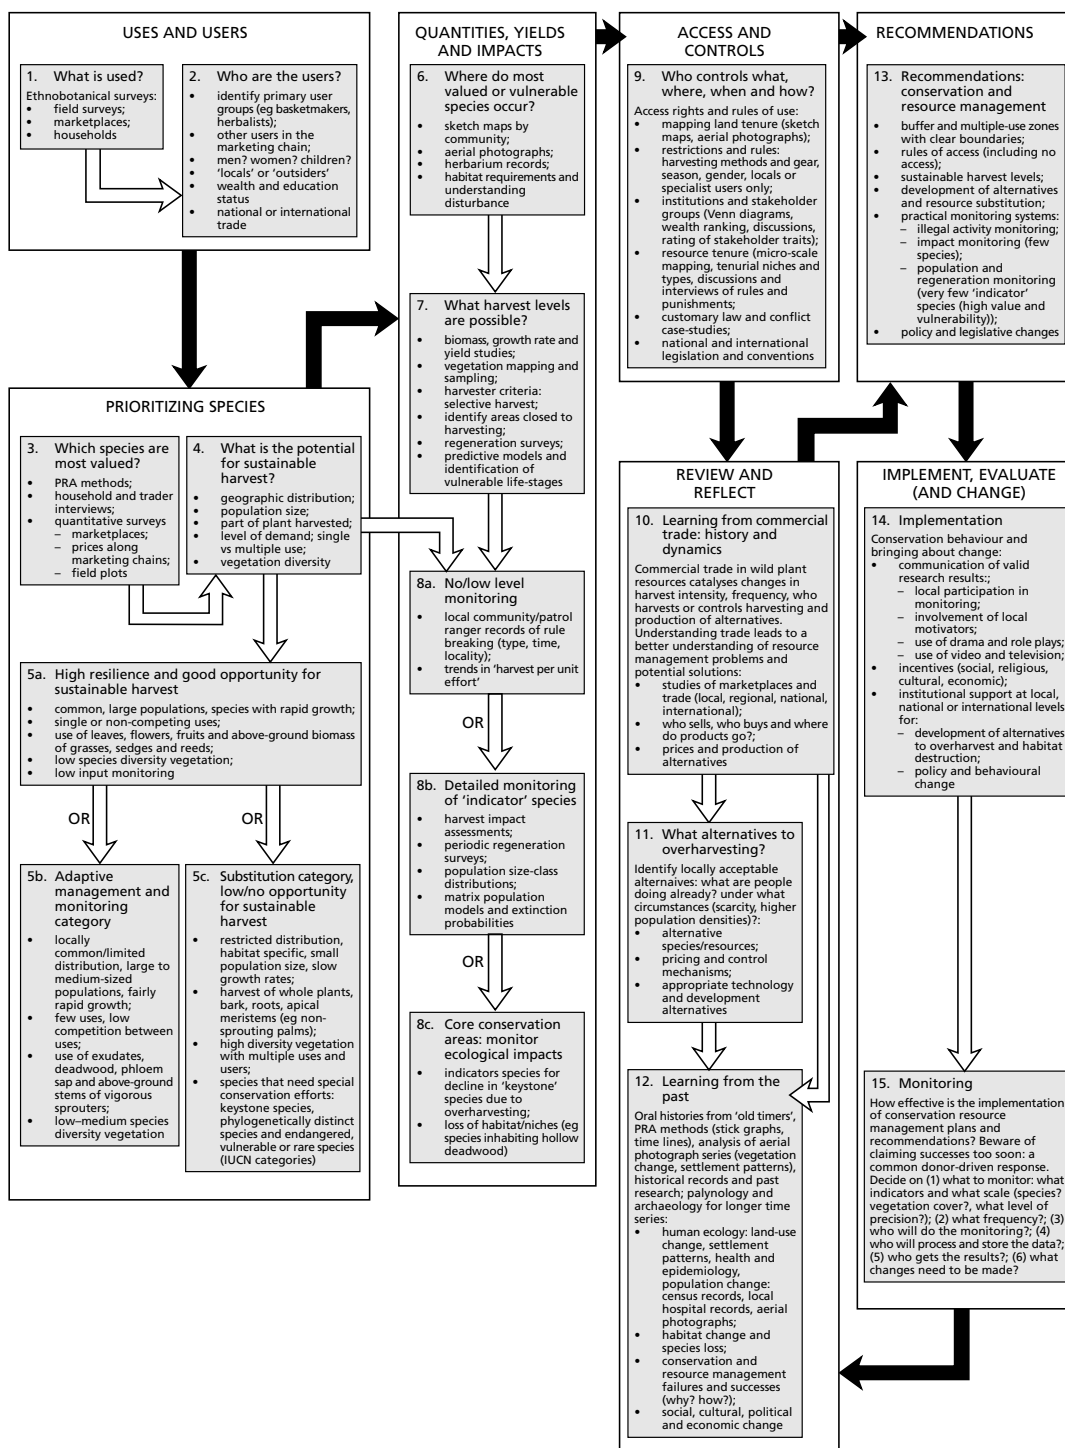 USES AND USERS
1. What is used?
Ethnobotanical surveys:
• field surveys;
• marketplaces;
• households
2. Who are the users?
• identify primary user
groups (eg basketmakers,
herbalists);
• other users in the
marketing chain;
• men? women? children?
• 'locals' or 'outsiders'
• wealth and education
status
• national or international
trade
PRIORITIZING SPECIES
3. Which species are
most valued?
• PRA methods;
• household and trader
interviews;
• quantitative surveys
– marketplaces;
– prices along
marketing chains;
– field plots
4. What is the potential
for sustainable
harvest?
• geographic distribution;
• population size;
• part of plant harvested;
• level of demand; single
vs multiple use;
• vegetation diversity
5a. High resilience and good opportunity for
sustainable harvest
• common, large populations, species with rapid growth;
• single or non-competing uses;
• use of leaves, flowers, fruits and above-ground biomass
of grasses, sedges and reeds;
• low species diversity vegetation;
• low input monitoring
OR
OR
5b. Adaptive
management and
monitoring
category
• locally
common/limited
distribution, large to
medium-sized
populations, fairly
rapid growth;
• few uses, low
competition between
uses;
• use of exudates,
deadwood, phloem
sap and above-ground
stems of vigorous
sprouters;
• low–medium species
diversity vegetation
5c. Substitution category,
low/no opportunity
for sustainable
harvest
• restricted distribution,
habitat specific, small
population size, slow
growth rates;
• harvest of whole plants,
bark, roots, apical
meristems (eg non-
sprouting palms);
• high diversity vegetation
with multiple uses and
users;
• species that need special
conservation efforts:
keystone species,
phylogenetically distinct
species and endangered,
vulnerable or rare species
(IUCN categories)
QUANTITIES, YIELDS
AND IMPACTS
6. Where do most
valued or vulnerable
species occur?
• sketch maps by
community;
• aerial photographs;
• herbarium records;
• habitat requirements and
understanding
disturbance
7. What harvest levels
are possible?
• biomass, growth rate and
yield studies;
• vegetation mapping and
sampling;
• harvester criteria:
selective harvest;
• identify areas closed to
harvesting;
• regeneration surveys;
• predictive models and
identification of
vulnerable life-stages
8a. No/low level
monitoring
• local community/patrol
ranger records of rule
breaking (type, time,
locality);
• trends in 'harvest per unit
effort'
OR
8b. Detailed monitoring
of 'indicator' species
• harvest impact
assessments;
• periodic regeneration
surveys;
• population size-class
distributions;
• matrix population
models and extinction
probabilities
OR
8c. Core conservation
areas: monitor
ecological impacts
• indicators species for
decline in 'keystone'
species due to
overharvesting;
• loss of habitat/niches (eg
species inhabiting hollow
deadwood)
ACCESS AND
CONTROLS
9. Who controls what,
where, when and how?
Access rights and rules of use:
• mapping land tenure (sketch
maps, aerial photographs);
• restrictions and rules:
harvesting methods and gear,
season, gender, locals or
specialist users only;
• institutions and stakeholder
groups (Venn diagrams,
wealth ranking, discussions,
rating of stakeholder traits);
• resource tenure (micro-scale
mapping, tenurial niches and
types, discussions and
interviews of rules and
punishments;
• customary law and conflict
case-studies;
• national and international
legislation and conventions
REVIEW AND
REFLECT
10. Learning from commercial
trade: history and
dynamics
Commercial trade in wild plant
resources catalyses changes in
harvest intensity, frequency, who
harvests or controls harvesting and
production of alternatives.
Understanding trade leads to a
better understanding of resource
management problems and
potential solutions:
• studies of marketplaces and
trade (local, regional, national,
international);
• who sells, who buys and where
do products go?;
• prices and production of
alternatives
11. What alternatives to
overharvesting?
Identify locally acceptable
alternaives: what are people
doing already? under what
circumstances (scarcity, higher
population densities)?:
• alternative
species/resources;
• pricing and control
mechanisms;
• appropriate technology
and development
alternatives
12. Learning from the
past
Oral histories from 'old timers',
PRA methods (stick graphs,
time lines), analysis of aerial
photograph series (vegetation
change, settlement patterns),
historical records and past
research; palynology and
archaeology for longer time
series:
• human ecology: land-use
change, settlement
patterns, health and
epidemiology,
population change:
census records, local
hospital records, aerial
photographs;
• habitat change and
species loss;
• conservation and
resource management
failures and successes
(why? how?);
• social, cultural, political
and economic change
RECOMMENDATIONS
13. Recommendations:
conservation and
resource management
• buffer and multiple-use zones
with clear boundaries;
• rules of access (including no
access);
• sustainable harvest levels;
• development of alternatives
and resource substitution;
• practical monitoring systems:
– illegal activity monitoring;
– impact monitoring (few
species);
– population and
regeneration monitoring
(very few 'indicator'
species (high value and
vulnerability));
• policy and legislative changes
IMPLEMENT, EVALUATE
(AND CHANGE)
14. Implementation
Conservation behaviour and
bringing about change:
• communication of valid
research results:;
– local participation in
monitoring;
– involvement of local
motivators;
– use of drama and role plays;
– use of video and television;
• incentives (social, religious,
cultural, economic);
• institutional support at local,
national or international levels
for:
– development of alternatives
to overharvest and habitat
destruction;
– policy and behavioural
change
15. Monitoring
How effective is the implementation
of conservation resource
management plans and
recommendations? Beware of
claiming successes too soon: a
common donor-driven response.
Decide on (1) what to monitor: what
indicators and what scale (species?
vegetation cover?, what level of
precision?); (2) what frequency?; (3)
who will do the monitoring?; (4)
who will process and store the data?;
(5) who gets the results?; (6) what
changes need to be made?